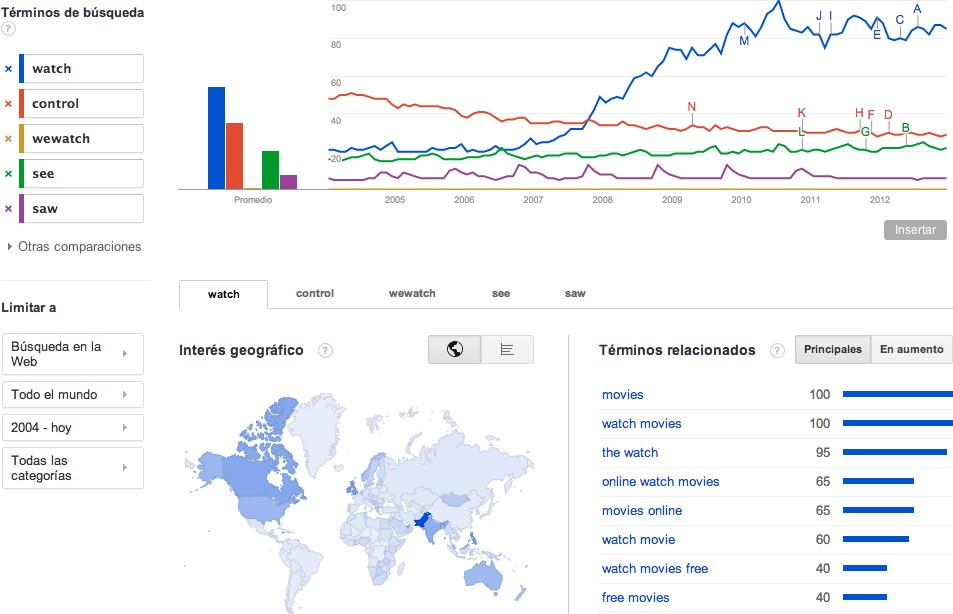 Términos de búsqueda
?
× watch
× control
× wewatch
× see
× saw
Otras comparaciones
Limitar a
Búsqueda en la
Web
Todo el mundo
2004 - hoy
Todas las
categorías
100
80
60
40
20
A
B
C
D
E
F
G
H
I
J
K
L
M
N
Promedio
2005
2006
2007
2008
2009
2010
2011
2012
Insertar
watch control wewatch see saw
Interés geográfico ?
Términos relacionados ? Principales En aumento
movies 100
watch movies 100
the watch 95
online watch movies 65
movies online 65
watch movie 60
watch movies free 40
free movies 40